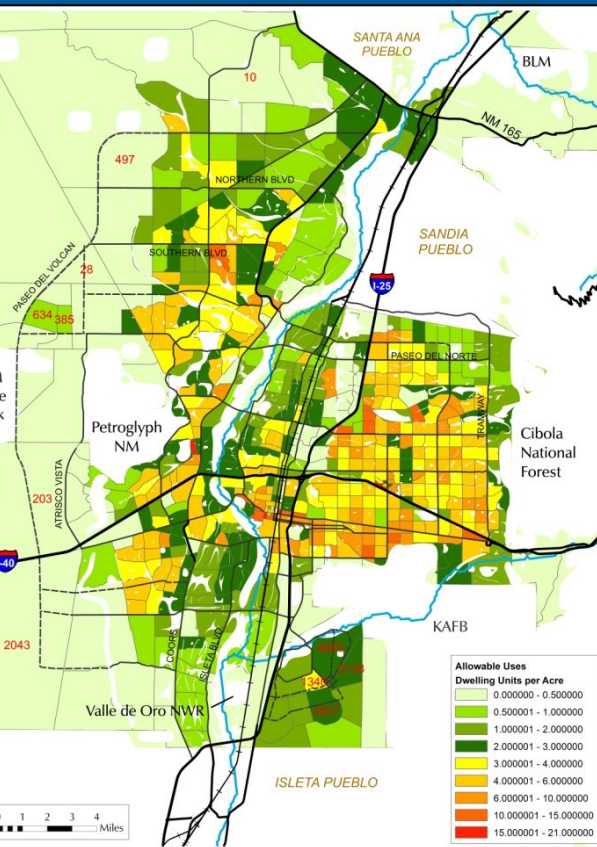 SANTA ANA
PUEBLO
BLM
10
NM 165
497
NORTHERN BLVD
SANDIA
PUEBLO
SOUTHERN BLVD
PASEO DEL VOLCAN
28
I-25
634
385
PASEO DEL NORTE
TRAMWAY
Petroglyph
NM
Cibola
National
Forest
203
ATRISCO VISTA
-40
2043
COORS
ISLETA BLVD
KAFB
Valle de Oro NWR
ISLETA PUEBLO
Allowable Uses
Dwelling Units per Acre
0.000000 - 0.500000
0.500001 - 1.000000
1.000001 - 2.000000
2.000001 - 3.000000
3.000001 - 4.000000
4.000001 - 6.000000
6.000001 - 10.000000
10.000001 - 15.000000
15.000001 - 21.000000
0 1 2 3 4
Miles